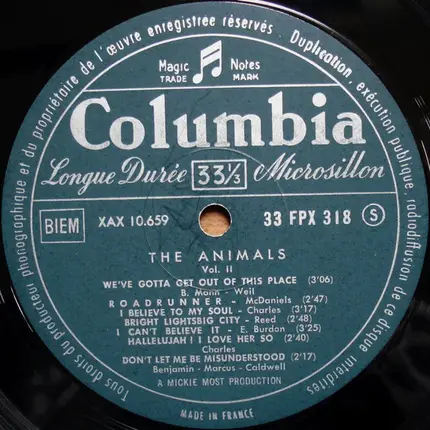 Tous droits du producteur phonographique et du propriétaire de l'œuvre enregistrée réservés. Duplication, exécution publique, radiodiffusion de ce disque interdites
Magic Notes
TRADE MARK
Columbia
Longue Durée 33⅓ Microsillon
BIEM XAX 10.659 33 FPX 318 S
THE ANIMALS
Vol. II
WE'VE GOTTA GET OUT OF THIS PLACE (3'06)
B. Mann - Weil
ROADRUNNER - McDaniels (2'47)
I BELIEVE TO MY SOUL - Charles (3'17)
BRIGHT LIGHTSBIG CITY - Reed (2'48)
I CAN'T BELIEVE IT - E. Burdon (3'25)
HALLELUJAH ! I LOVE HER SO (2'40)
Charles
DON'T LET ME BE MISUNDERSTOOD (2'17)
Benjamin - Marcus - Caldwell
A MICKIE MOST PRODUCTION
MADE IN FRANCE